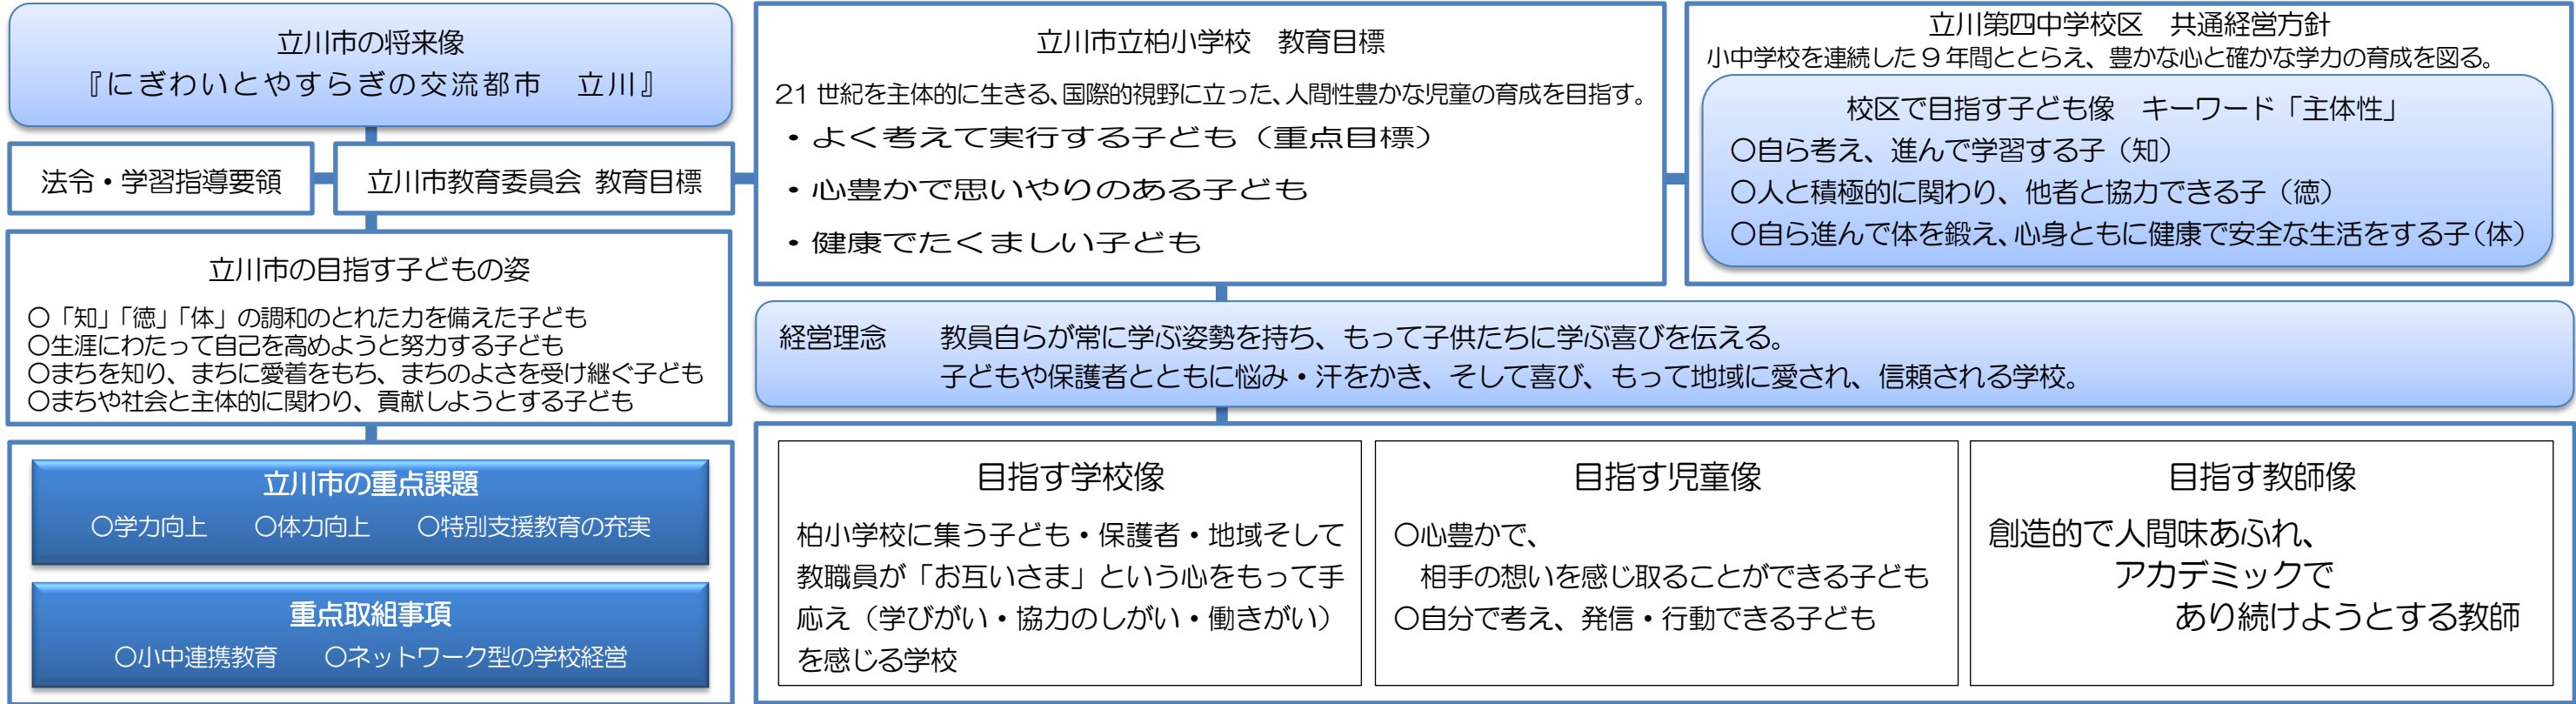 立川市の将来像
『にぎわいとやすらぎの交流都市　立川』
法令・学習指導要領
立川市教育委員会 教育目標
立川市の目指す子どもの姿
○「知」「徳」「体」の調和のとれた力を備えた子ども
○生涯にわたって自己を高めようと努力する子ども
○まちを知り、まちに愛着をもち、まちのよさを受け継ぐ子ども
○まちや社会と主体的に関わり、貢献しようとする子ども
立川市の重点課題
○学力向上　○体力向上　○特別支援教育の充実
重点取組事項
○小中連携教育　○ネットワーク型の学校経営
立川市立柏小学校　教育目標
21世紀を主体的に生きる、国際的視野に立った、人間性豊かな児童の育成を目指す。
・よく考えて実行する子ども（重点目標）
・心豊かで思いやりのある子ども
・健康でたくましい子ども
立川第四中学校区　共通経営方針
小中学校を連続した9年間ととらえ、豊かな心と確かな学力の育成を図る。
校区で目指す子ども像　キーワード「主体性」
○自ら考え、進んで学習する子（知）
○人と積極的に関わり、他者と協力できる子（徳）
○自ら進んで体を鍛え、心身ともに健康で安全な生活をする子（体）
経営理念　教員自らが常に学ぶ姿勢を持ち、もって子供たちに学ぶ喜びを伝える。
子どもや保護者とともに悩み・汗をかき、そして喜び、もって地域に愛され、信頼される学校。
目指す学校像
柏小学校に集う子ども・保護者・地域そして
教職員が「お互いさま」という心をもって手
応え（学びがい・協力のしがい・働きがい）
を感じる学校
目指す児童像
○心豊かで、
相手の想いを感じ取ることができる子ども
○自分で考え、発信・行動できる子ども
目指す教師像
創造的で人間味あふれ、
アカデミックで
あり続けようとする教師